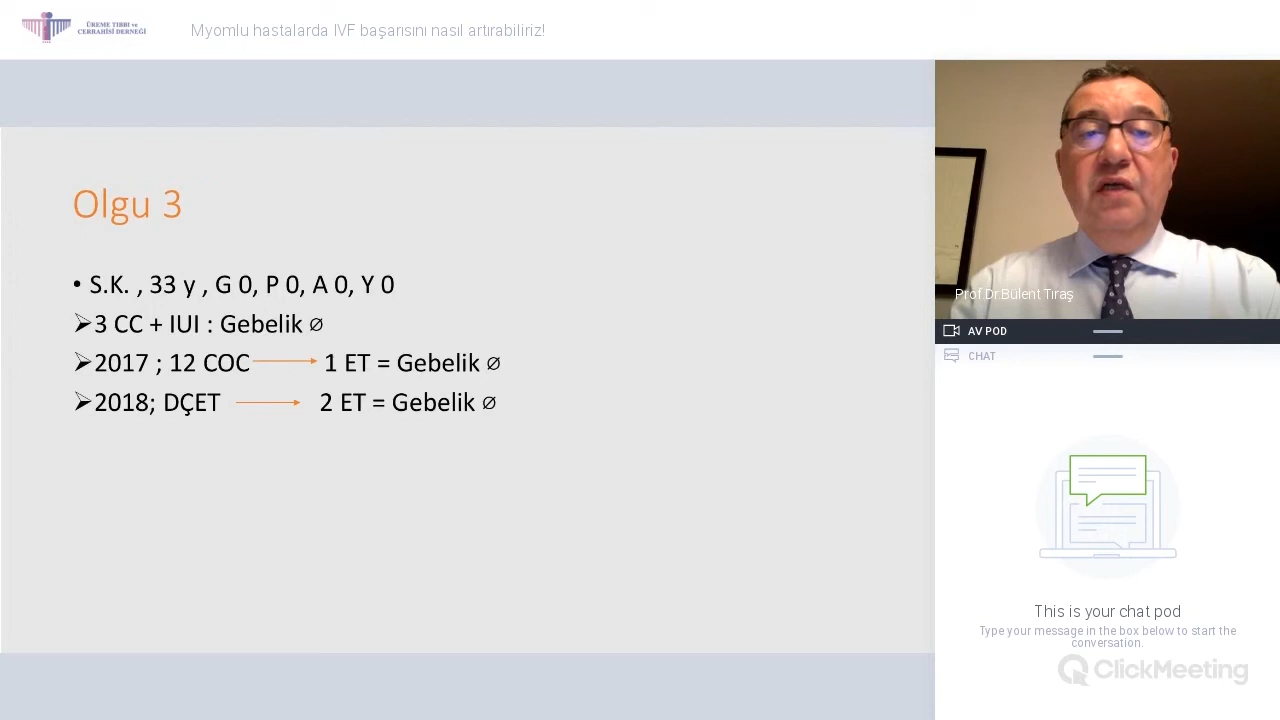 ÜREME TIBBI ve
CERRAHİSİ DERNEĞİ
Myomlu hastalarda IVF başarısını nasıl artırabiliriz!
Olgu 3
• S.K. , 33 y , G 0, P 0, A 0, Y 0
➢3 CC + IUI : Gebelik ∅
➢2017 ; 12 COC → 1 ET = Gebelik ∅
➢2018; DÇET → 2 ET = Gebelik ∅
Prof.Dr.Bülent Tıraş
AV POD
CHAT
This is your chat pod
Type your message in the box below to start the
conversation.
ClickMeeting